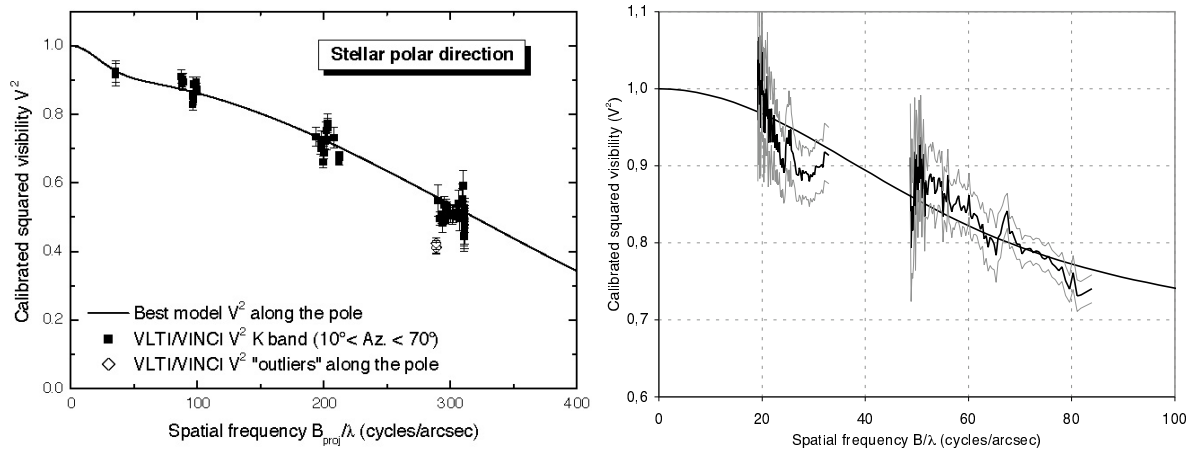 Stellar polar direction
Calibrated squared visibility V²
1.0
0.8
0.6
0.4
0.2
0.0
Best model V² along the pole
VLTI/VINCI V² K band (10º< Az. < 70º)
VLTI/VINCI V² "outliers" along the pole
0 100 200 300 400
Spatial frequency Bproj/λ (cycles/arcsec)
Calibrated squared visibility (V²)
1,1
1,0
0,9
0,8
0,7
0,6
0 20 40 60 80 100
Spatial frequency B/λ (cycles/arcsec)